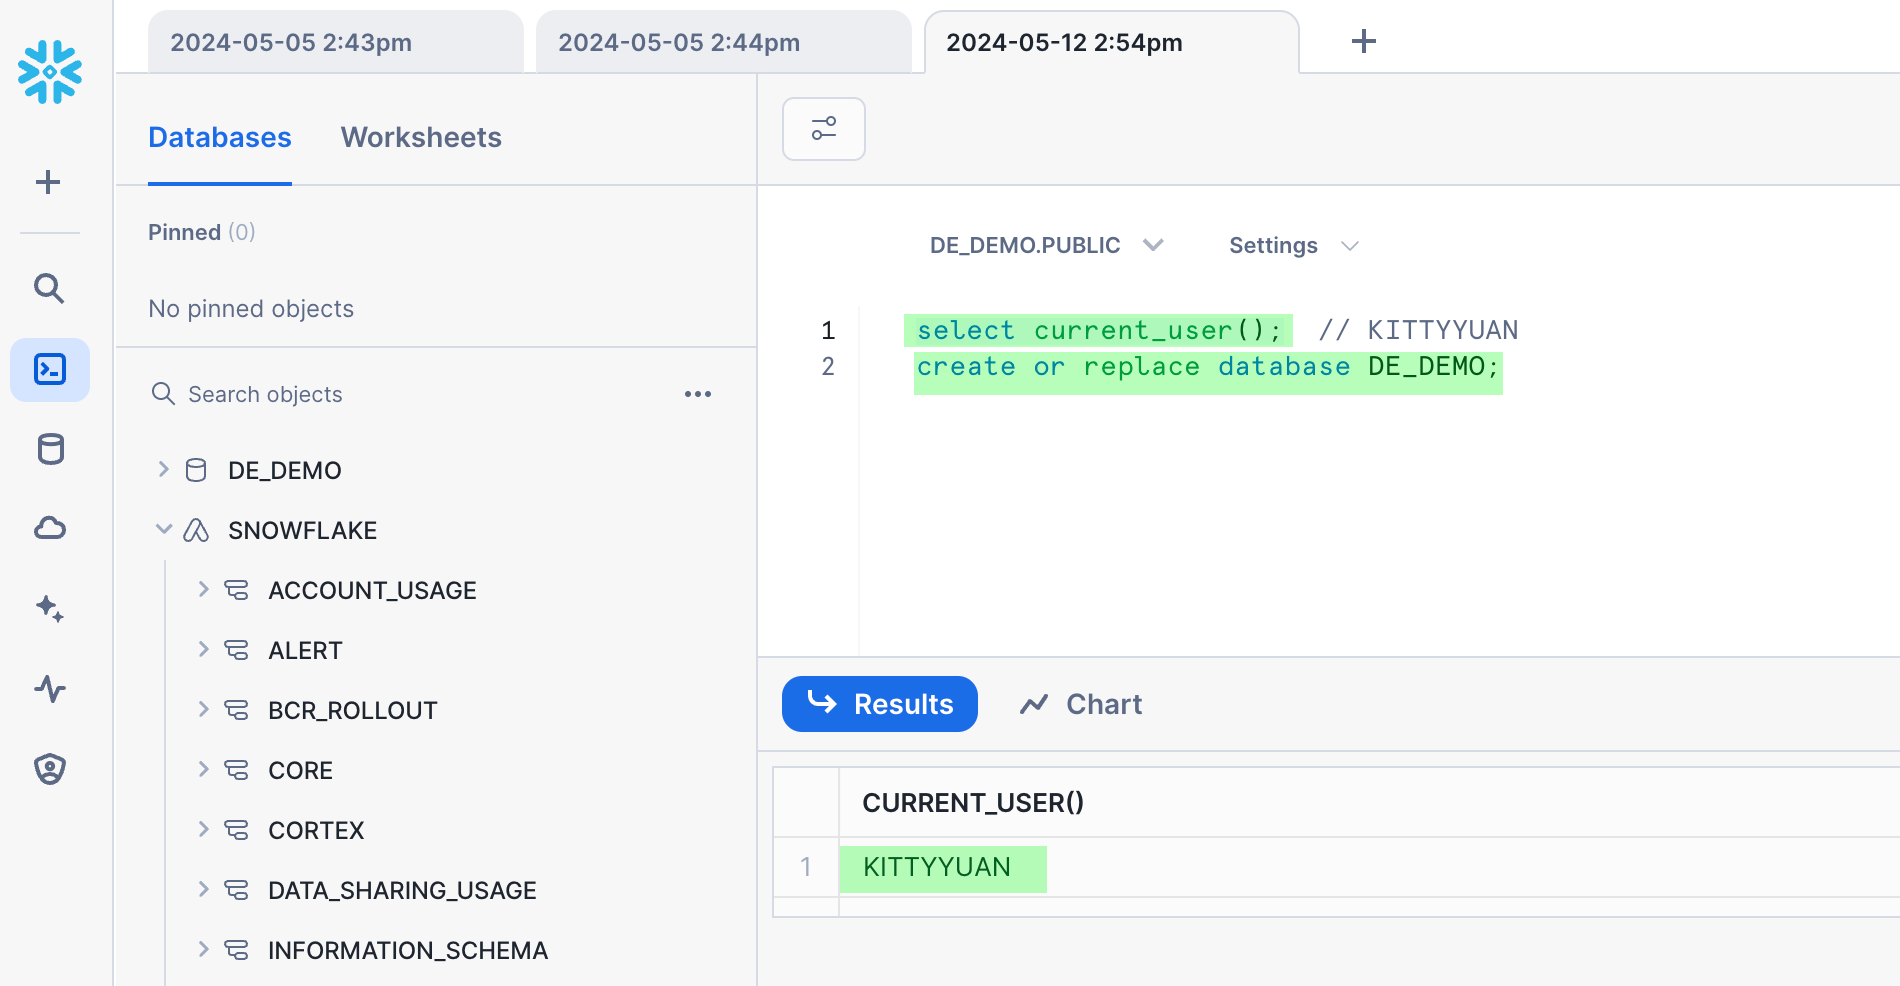 2024-05-05 2:43pm
2024-05-05 2:44pm
2024-05-12 2:54pm
Databases
Worksheets
Pinned (0)
No pinned objects
Search objects
DE_DEMO
SNOWFLAKE
ACCOUNT_USAGE
ALERT
BCR_ROLLOUT
CORE
CORTEX
DATA_SHARING_USAGE
INFORMATION_SCHEMA
DE_DEMO.PUBLIC
Settings
1 select current_user(); // KITTYYUAN
2 create or replace database DE_DEMO;
Results
Chart
CURRENT_USER()
1 KITTYYUAN